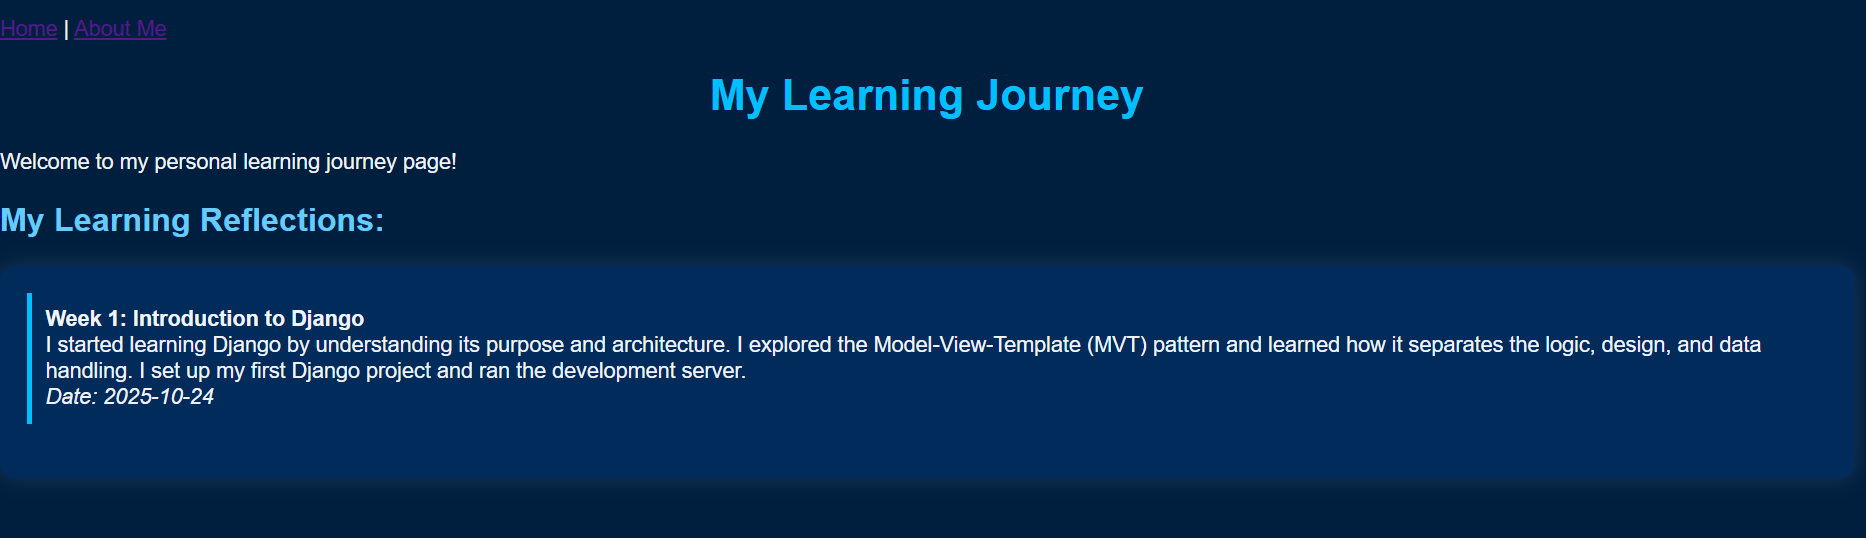 Home | About Me
My Learning Journey
Welcome to my personal learning journey page!
My Learning Reflections:
Week 1: Introduction to Django
I started learning Django by understanding its purpose and architecture. I explored the Model-View-Template (MVT) pattern and learned how it separates the logic, design, and data
handling. I set up my first Django project and ran the development server.
Date: 2025-10-24